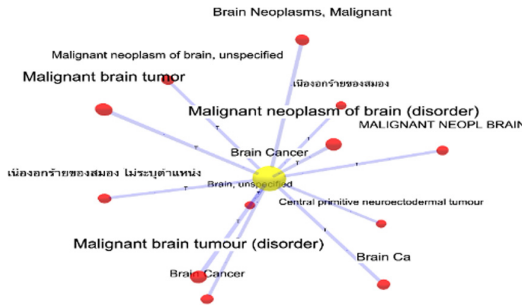 Brain Neoplasms, Malignant
Malignant neoplasm of brain, unspecified
Malignant brain tumor
เนื้องอกร้ายของสมอง
Malignant neoplasm of brain (disorder)
MALIGNANT NEOPL BRAIN
Brain Cancer
เนื้องอกร้ายของสมอง ไม่ระบุตำแหน่ง
Brain, unspecified
Central primitive neuroectodermal tumour
Malignant brain tumour (disorder)
Brain Ca
Brain Cancer